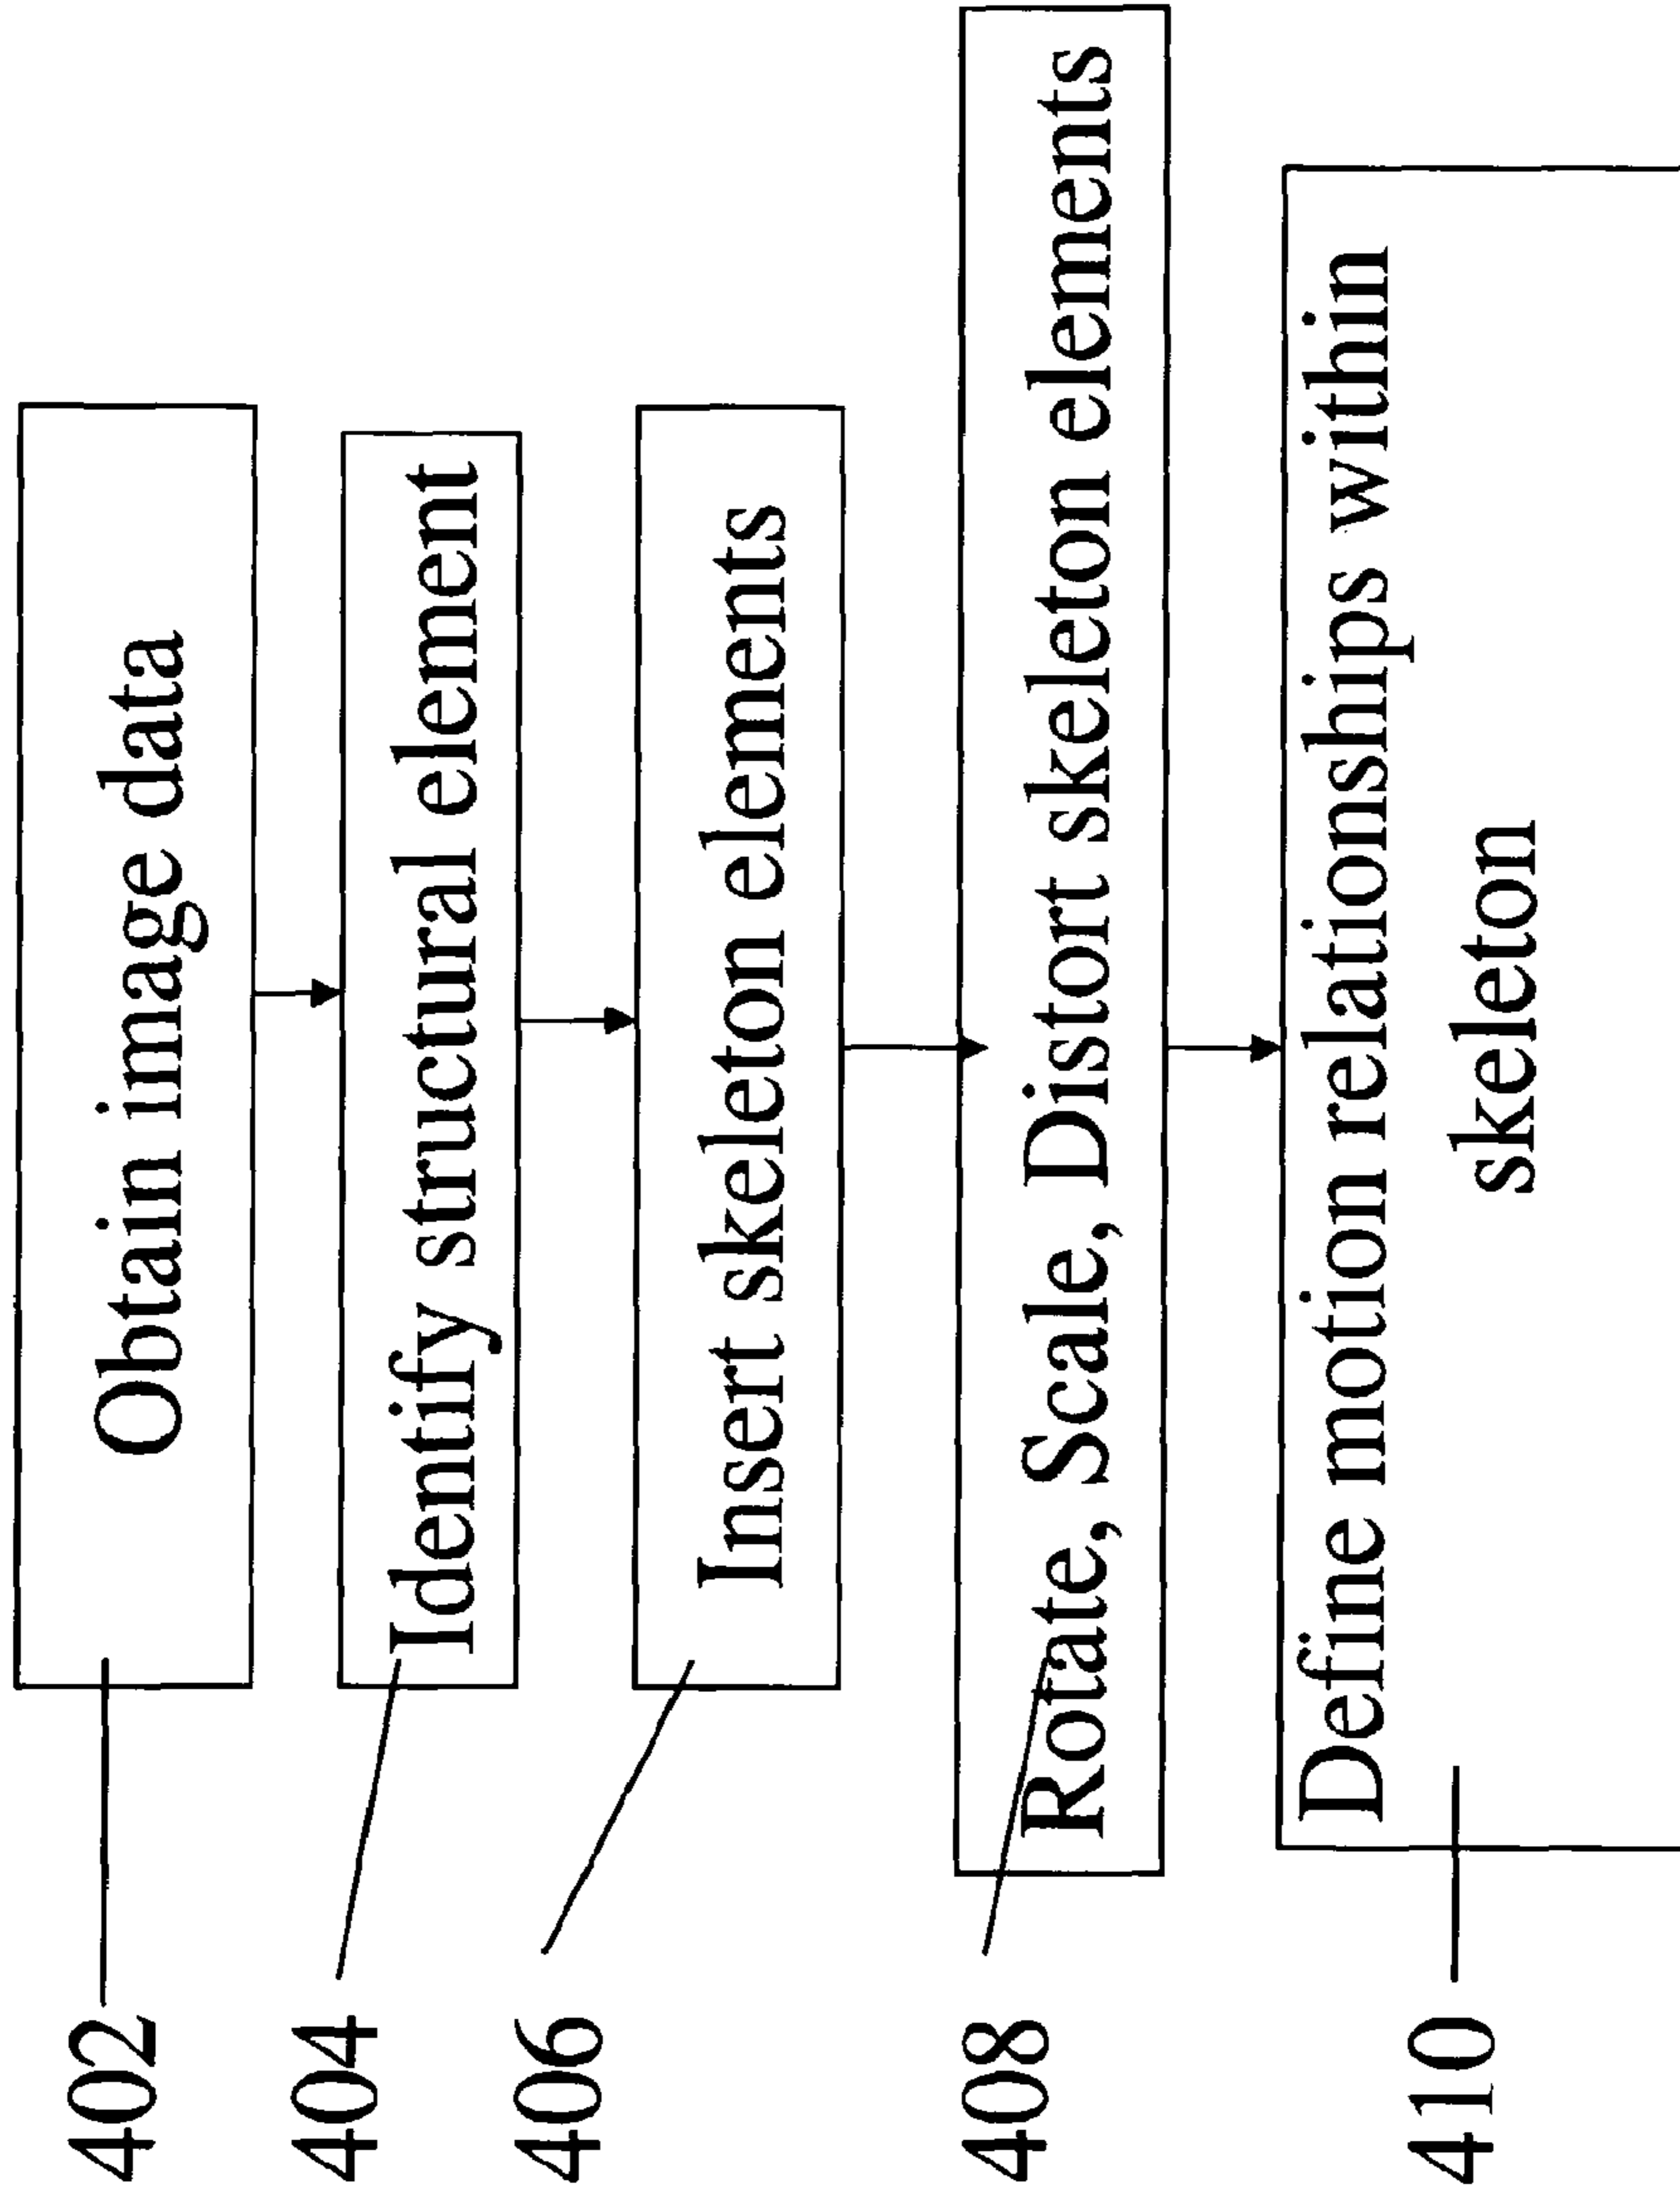 402
Obtain image data
404
Identify structural element
406
Insert skeleton elements
408
Rotate, Scale, Distort skeleton elements
410
Define motion relationships within
skeleton